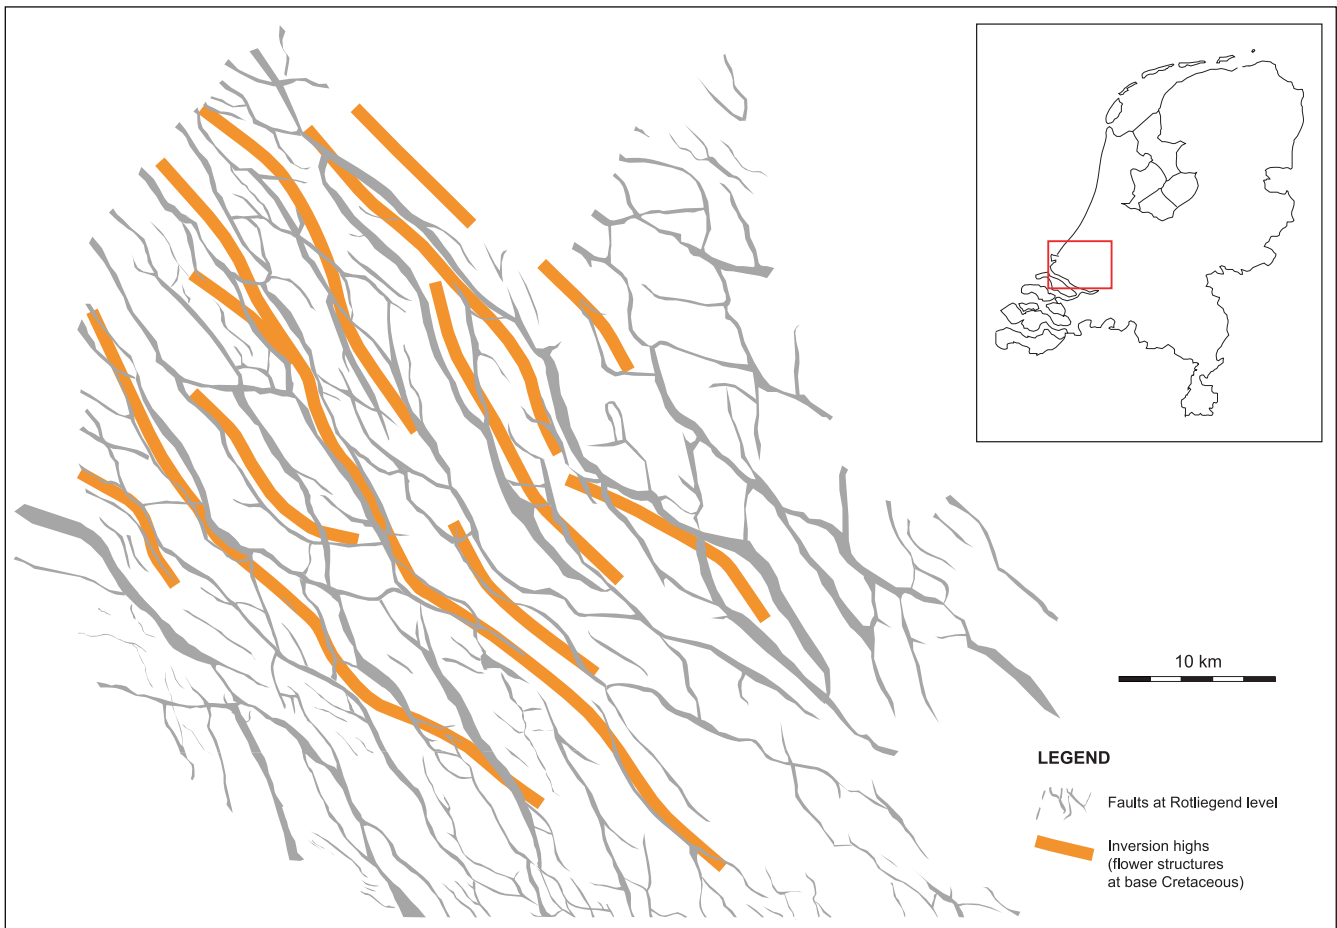 10 km
LEGEND
Faults at Rotliegend level
Inversion highs
(flower structures
at base Cretaceous)